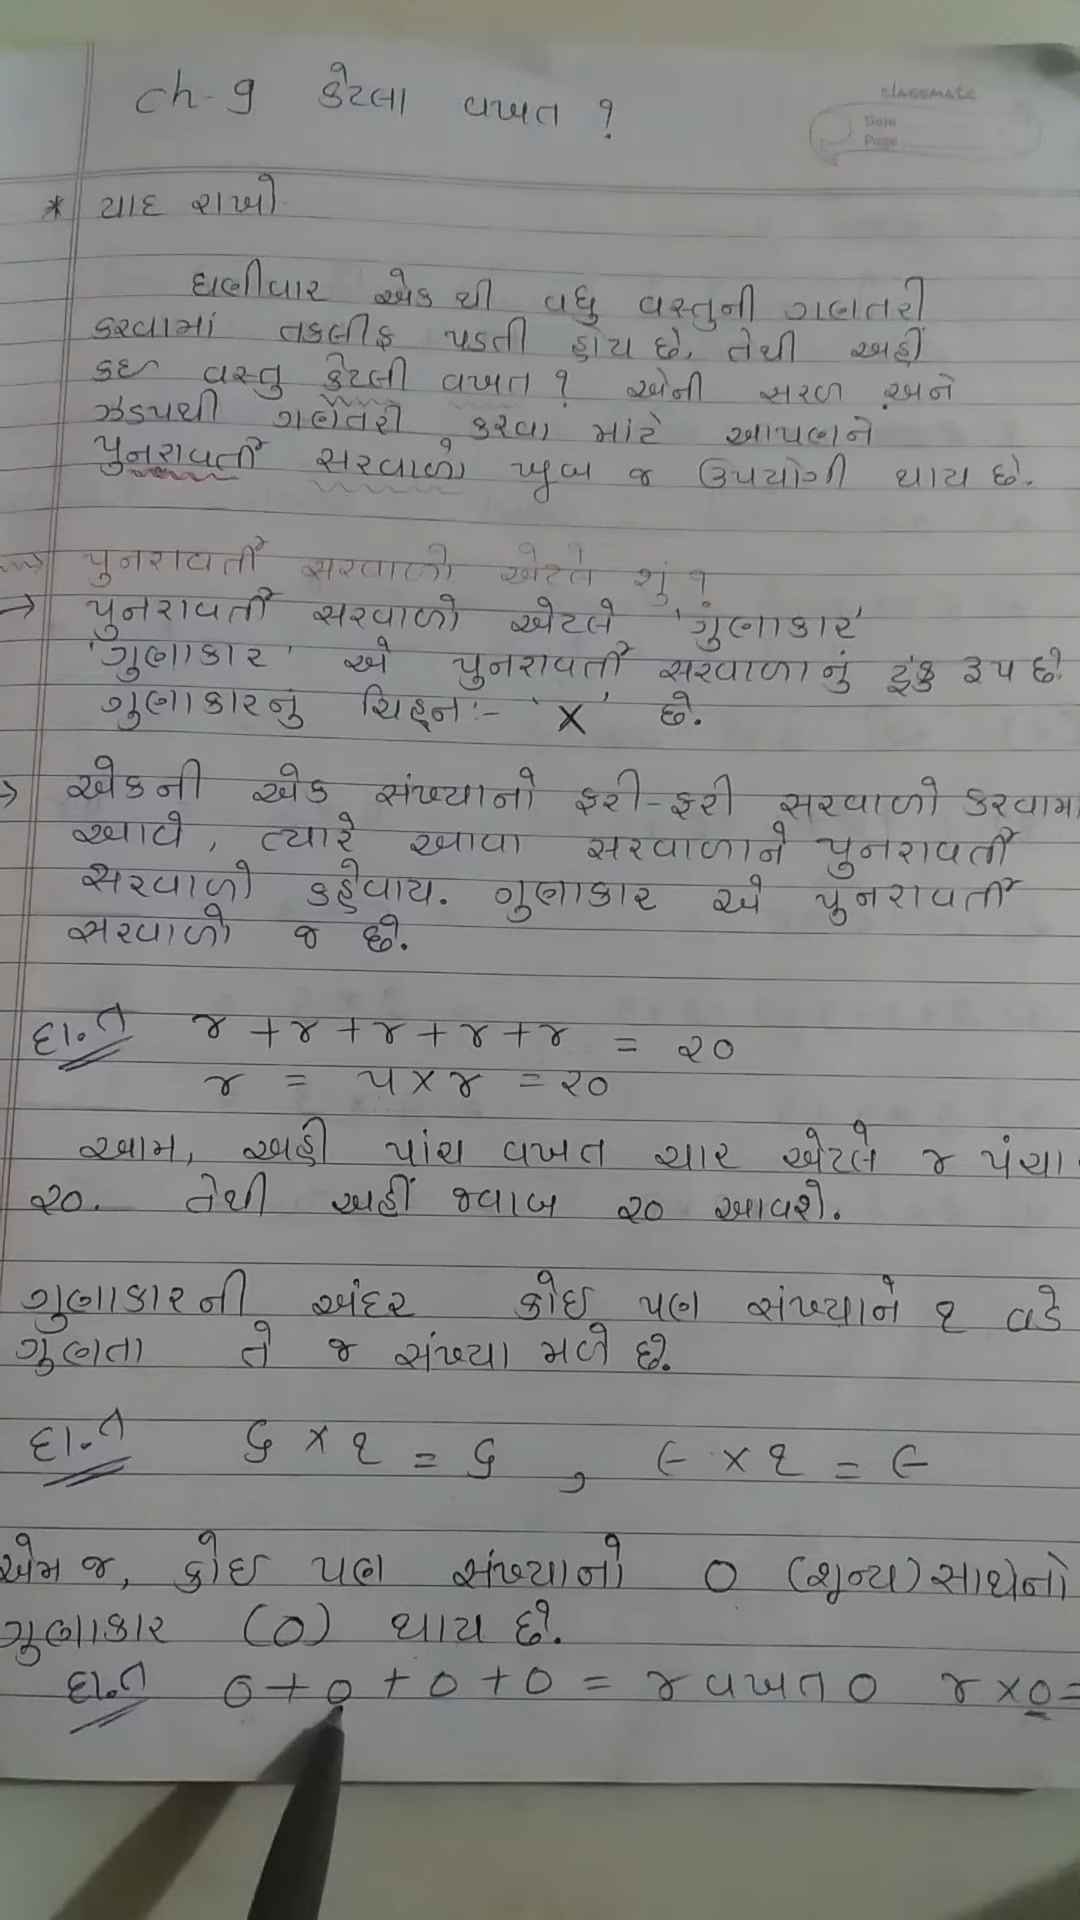 ch-9 કેટલા વખત ?
classmate
Date
Page
* યાદ રાખો
ઘણીવાર એક થી વધુ વસ્તુની ગણતરી
કરવામાં તકલીફ પડતી હોય છે. તેથી અહીં
કઇ વસ્તુ કેટલી વખત ? એની સરળ અને
ઝડપથી ગણતરી કરવા માટે આપણને
પુનરાવર્તી સરવાળો ખૂબ જ ઉપયોગી થાય છે.
પુનરાવર્તી સરવાળો એટલે શું ?
→ પુનરાવર્તી સરવાળો એટલે 'ગુણાકાર'
'ગુણાકાર' એ પુનરાવર્તી સરવાળાનું ટૂંકુ રૂપ છે.
ગુણાકારનું ચિહ્ન :- 'X' છે.
→ એકની એક સંખ્યાનો ફરી-ફરી સરવાળો કરવામા
આવે, ત્યારે આવા સરવાળાને પુનરાવર્તી
સરવાળો કહેવાય. ગુણાકાર એ પુનરાવર્તી
સરવાળો જ છે.
દા.ત ૪ + ૪ + ૪ + ૪ + ૪ = ૨૦
૪ = ૫ × ૪ = ૨૦
આમ, અહીં પાંચ વખત ચાર એટલે ૪ પંચા
૨૦. તેથી અહીં જવાબ ૨૦ આવશે.
ગુણાકારની અંદર કોઇ પણ સંખ્યાને ૧ વડે
ગુણતા તે જ સંખ્યા મળે છે.
દા.ત ૬ × ૧ = ૬ , ૯ × ૧ = ૯
એમ જ, કોઇ પણ સંખ્યાનો ૦ (શૂન્ય) સાથેનો
ગુણાકાર (૦) થાય છે.
દા.ત ૦ + ૦ + ૦ + ૦ = ૪ વખત ૦ ૪ × ૦ =